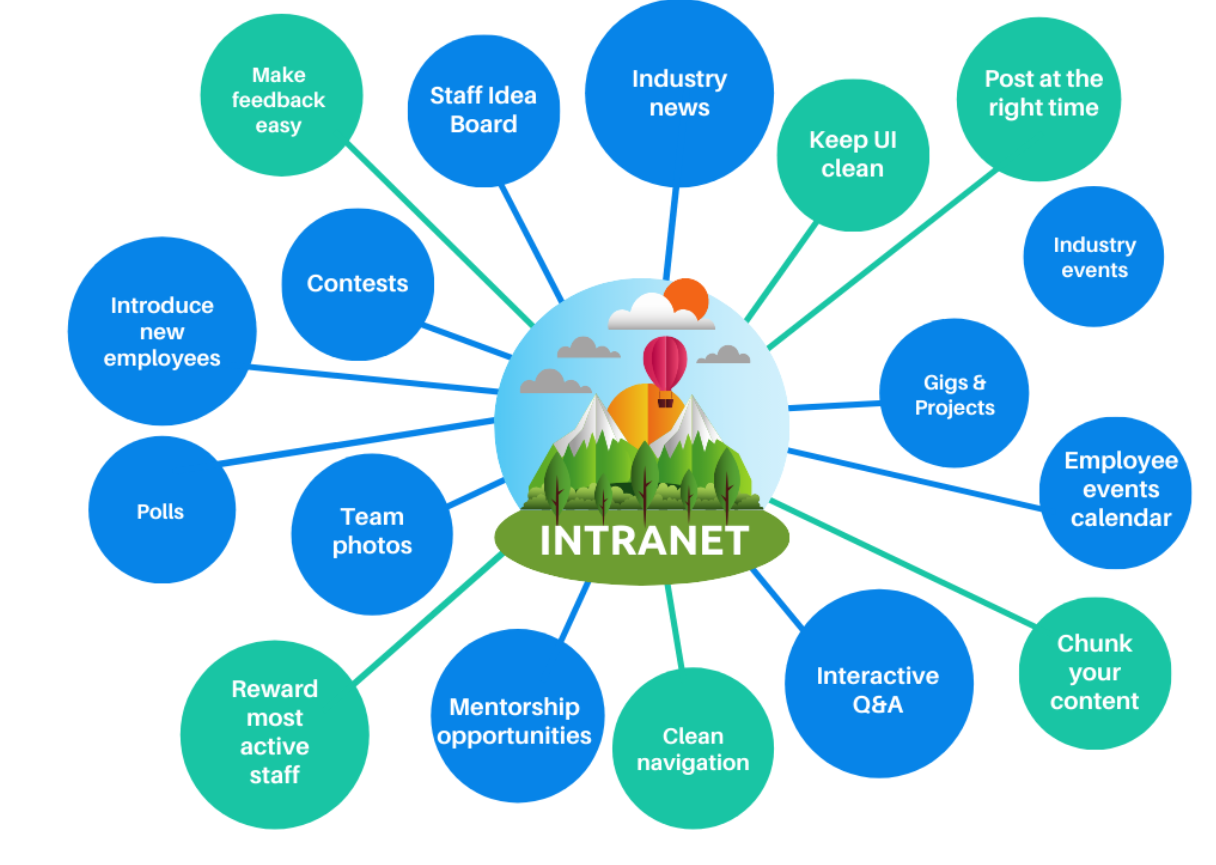 Make
feedback
easy
Staff Idea
Board
Industry
news
Keep UI
clean
Post at the
right time
Industry
events
Contests
Introduce
new
employees
Gigs &
Projects
Employee
events
calendar
Polls
Team
photos
INTRANET
Reward
most
active
staff
Mentorship
opportunities
Clean
navigation
Interactive
Q&A
Chunk
your
content